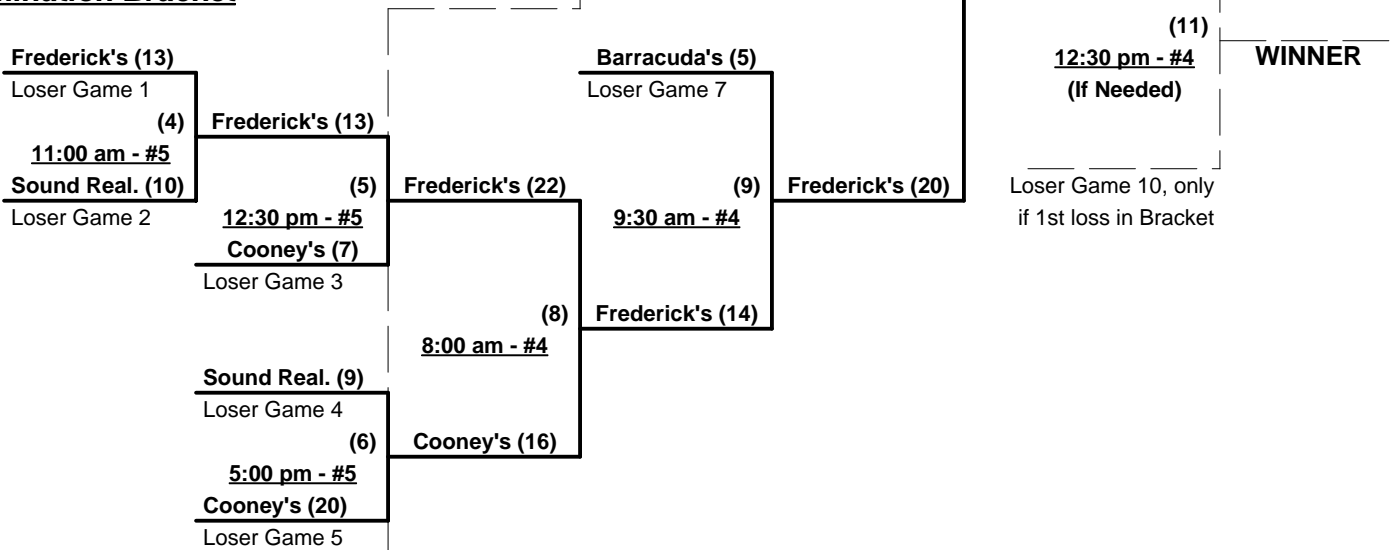 Frederick's (13)
Loser Game 1
(4)
11:00 am - #5
Sound Real. (10)
Loser Game 2
Frederick's (13)
(5)
12:30 pm - #5
Cooney's (7)
Loser Game 3
Sound Real. (9)
Loser Game 4
(6)
5:00 pm - #5
Cooney's (20)
Loser Game 5
Frederick's (22)
(8)
8:00 am - #4
Cooney's (16)
Barracuda's (5)
Loser Game 7
(9)
9:30 am - #4
Frederick's (14)
Frederick's (20)
(11)
12:30 pm - #4
(If Needed)
Loser Game 10, only
if 1st loss in Bracket
WINNER